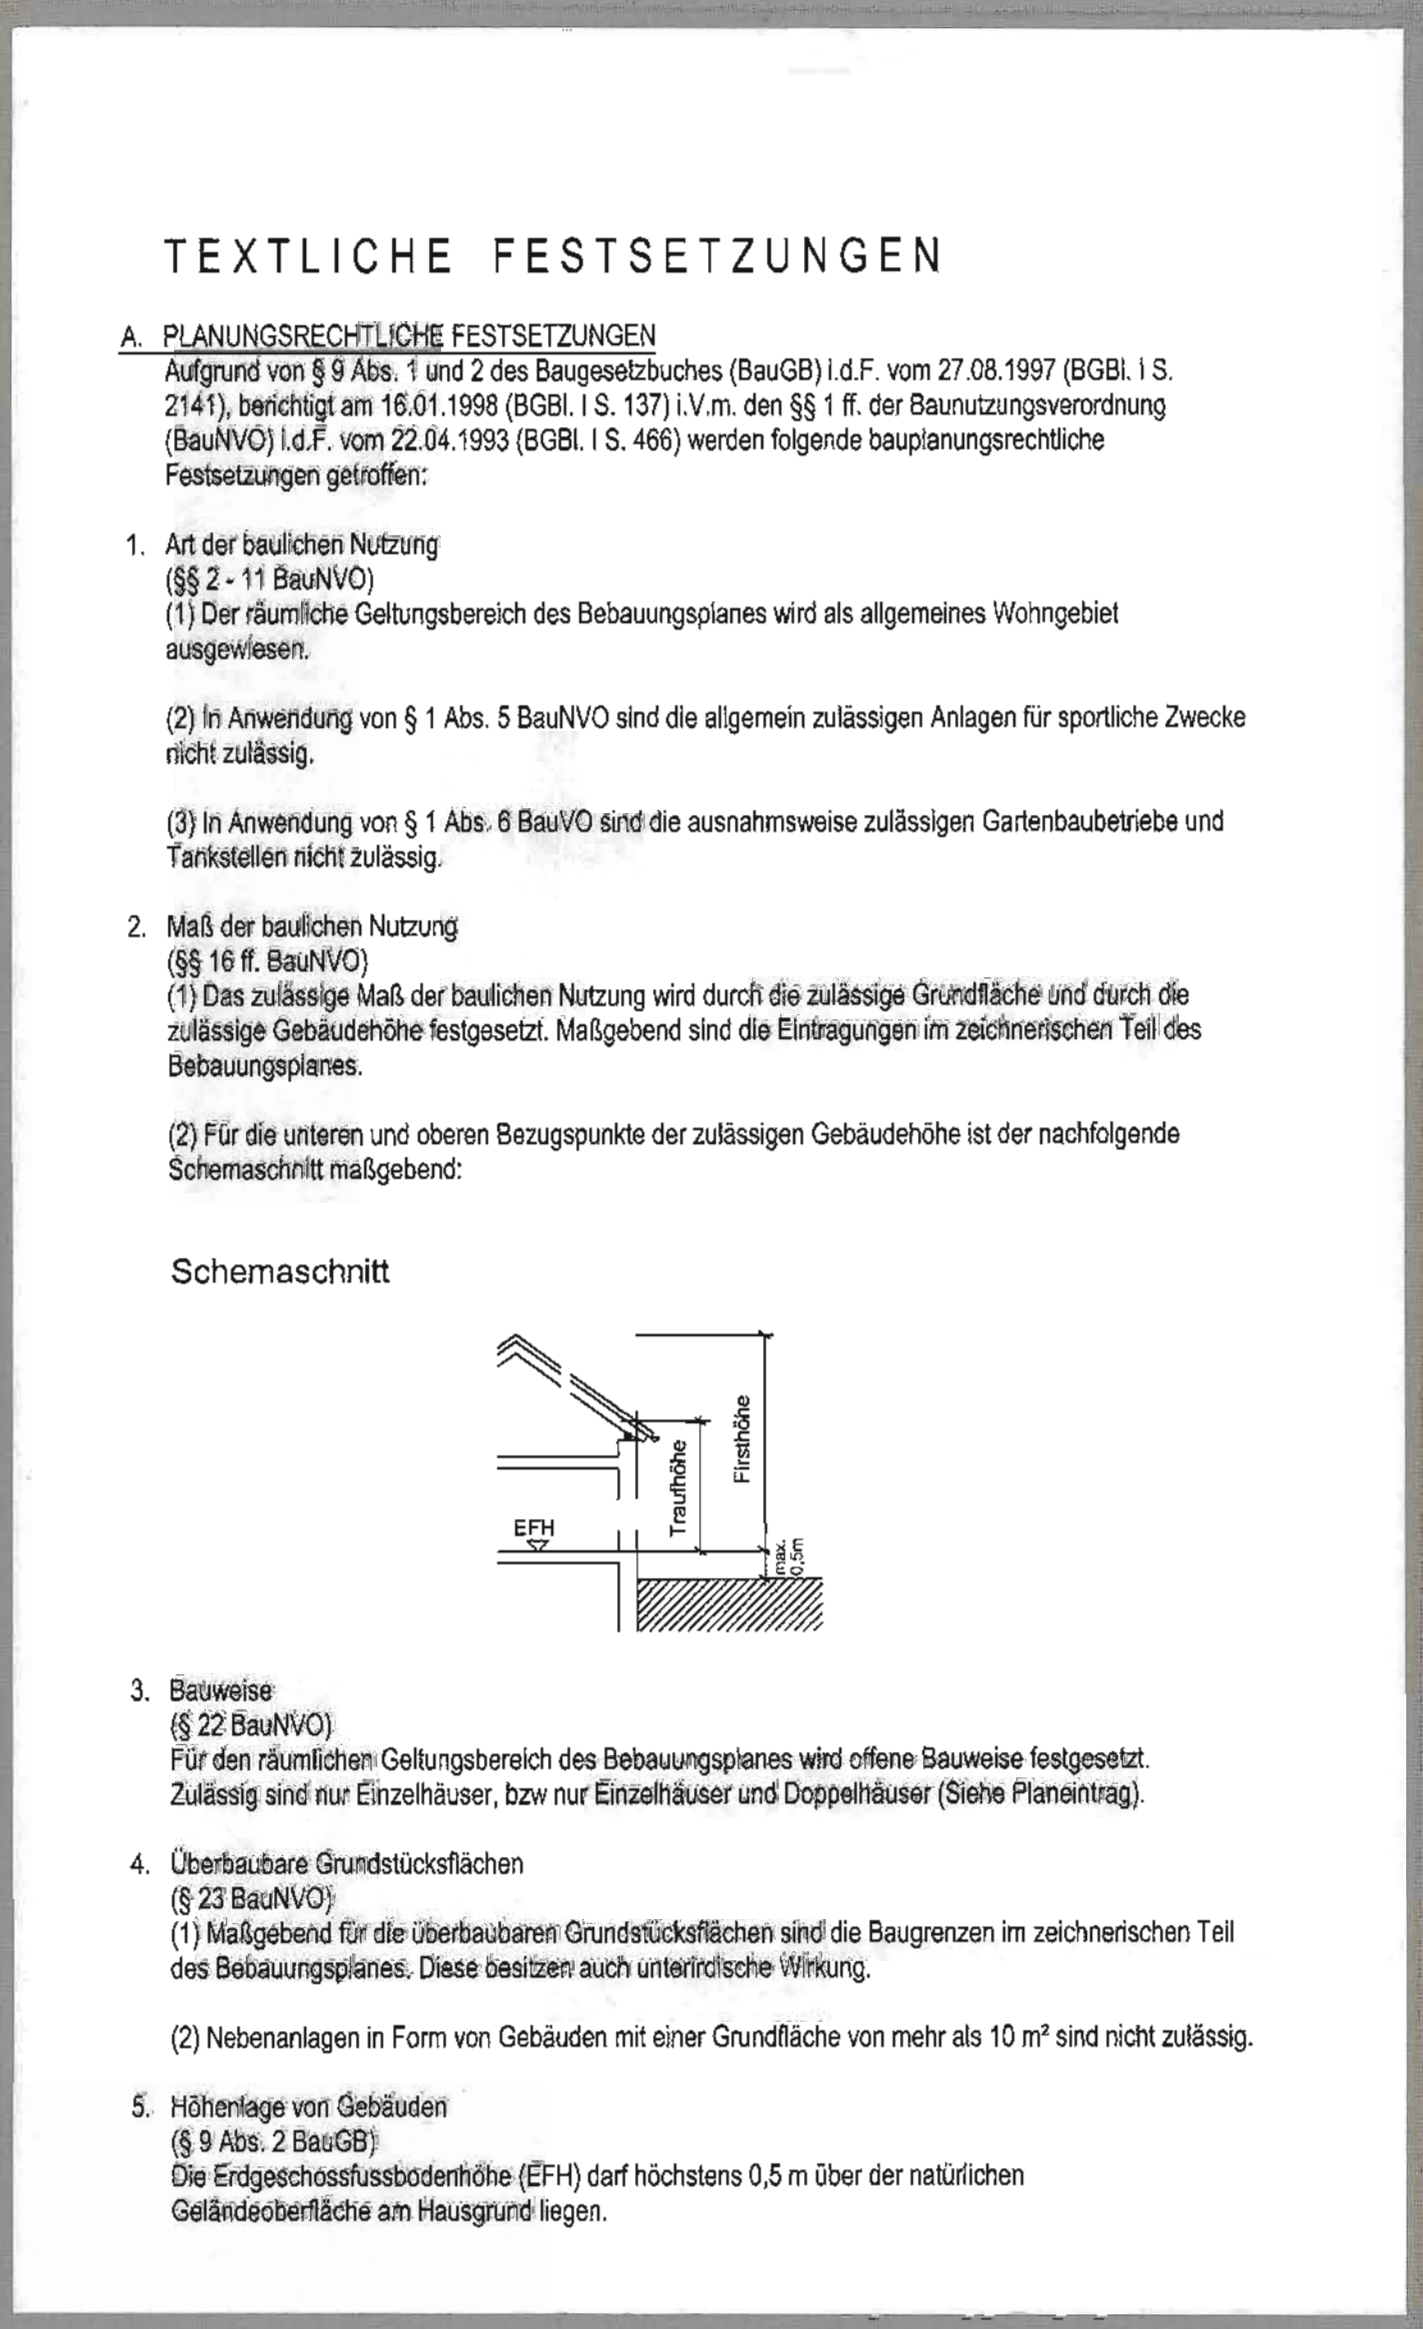 TEXTLICHE FESTSETZUNGEN
A. PLANUNGSRECHTLICHE FESTSETZUNGEN
Aufgrund von § 9 Abs. 1 und 2 des Baugesetzbuches (BauGB) i.d.F. vom 27.08.1997 (BGBl. I S.
2141), berichtigt am 16.01.1998 (BGBl. I S. 137) i.V.m. den §§ 1 ff. der Baunutzungsverordnung
(BauNVO) i.d.F. vom 22.04.1993 (BGBl. I S. 466) werden folgende bauplanungsrechtliche
Festsetzungen getroffen:
1. Art der baulichen Nutzung
(§§ 2 - 11 BauNVO)
(1) Der räumliche Geltungsbereich des Bebauungsplanes wird als allgemeines Wohngebiet
ausgewiesen.
(2) In Anwendung von § 1 Abs. 5 BauNVO sind die allgemein zulässigen Anlagen für sportliche Zwecke
nicht zulässig.
(3) In Anwendung von § 1 Abs. 6 BauVO sind die ausnahmsweise zulässigen Gartenbaubetriebe und
Tankstellen nicht zulässig.
2. Maß der baulichen Nutzung
(§§ 16 ff. BauNVO)
(1) Das zulässige Maß der baulichen Nutzung wird durch die zulässige Grundfläche und durch die
zulässige Gebäudehöhe festgesetzt. Maßgebend sind die Eintragungen im zeichnerischen Teil des
Bebauungsplanes.
(2) Für die unteren und oberen Bezugspunkte der zulässigen Gebäudehöhe ist der nachfolgende
Schemaschnitt maßgebend:
Schemaschnitt
Firsthöhe
Traufhöhe
EFH
max.
0,5m
3. Bauweise
(§ 22 BauNVO)
Für den räumlichen Geltungsbereich des Bebauungsplanes wird offene Bauweise festgesetzt.
Zulässig sind nur Einzelhäuser, bzw nur Einzelhäuser und Doppelhäuser (Siehe Planeintrag).
4. Überbaubare Grundstücksflächen
(§ 23 BauNVO)
(1) Maßgebend für die überbaubaren Grundstücksflächen sind die Baugrenzen im zeichnerischen Teil
des Bebauungsplanes. Diese besitzen auch unterirdische Wirkung.
(2) Nebenanlagen in Form von Gebäuden mit einer Grundfläche von mehr als 10 m² sind nicht zulässig.
5. Höhenlage von Gebäuden
(§ 9 Abs. 2 BauGB)
Die Erdgeschossfussbodenhöhe (EFH) darf höchstens 0,5 m über der natürlichen
Geländeoberfläche am Hausgrund liegen.